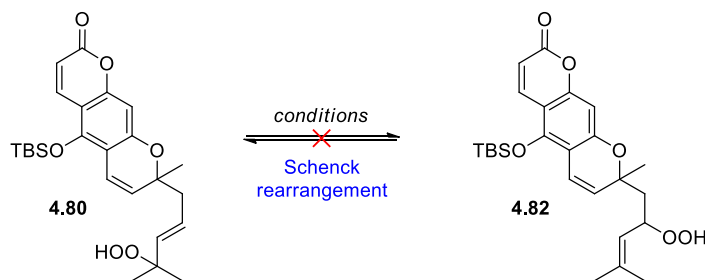 O
O
conditions
Schenck
rearrangement
TBSO
O
4.80
HOO
O
O
TBSO
O
4.82
OOH